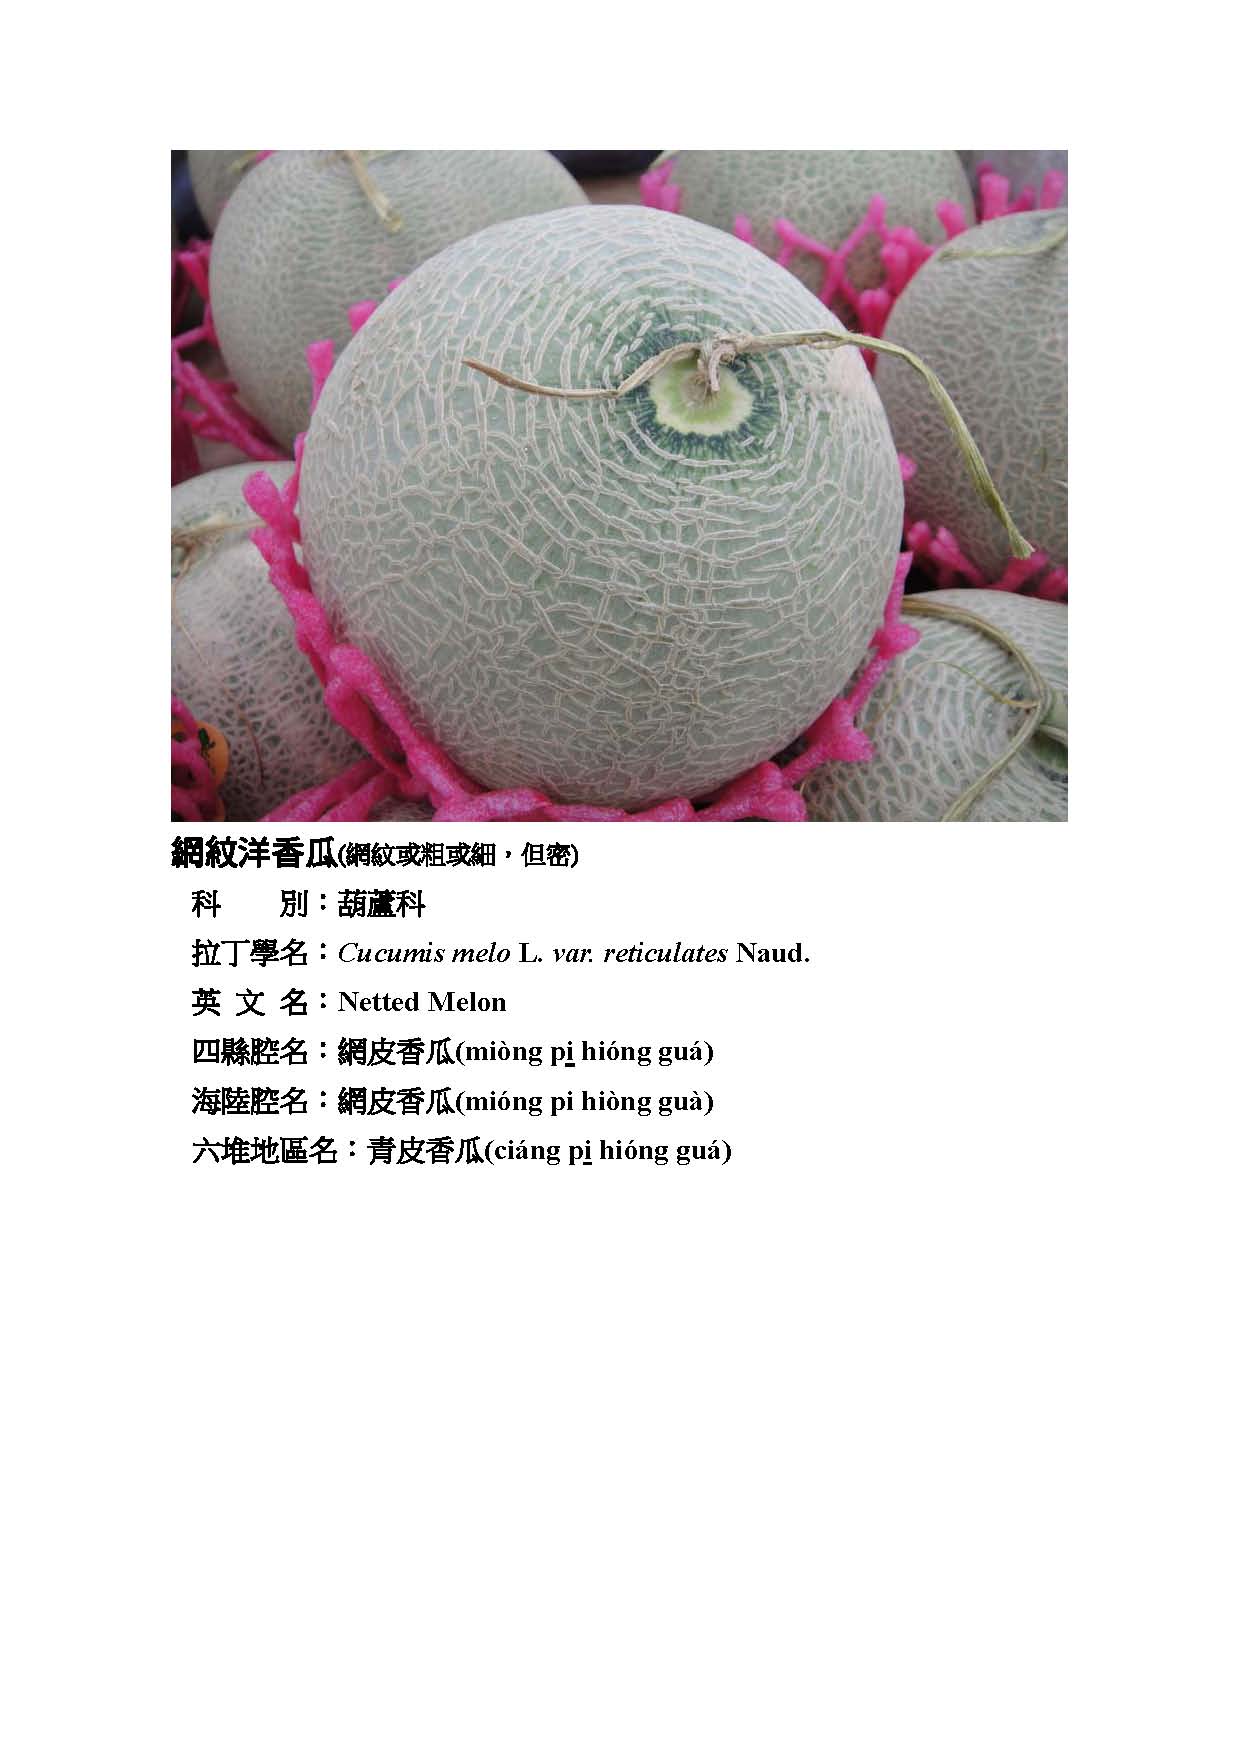 網紋洋香瓜(網紋或粗或細，但密)
科　　別：葫蘆科
拉丁學名：Cucumis melo L. var. reticulates Naud.
英 文 名：Netted Melon
四縣腔名：網皮香瓜(miòng pi hióng guá)
海陸腔名：網皮香瓜(mióng pi hiòng guà)
六堆地區名：青皮香瓜(ciáng pi hióng guá)